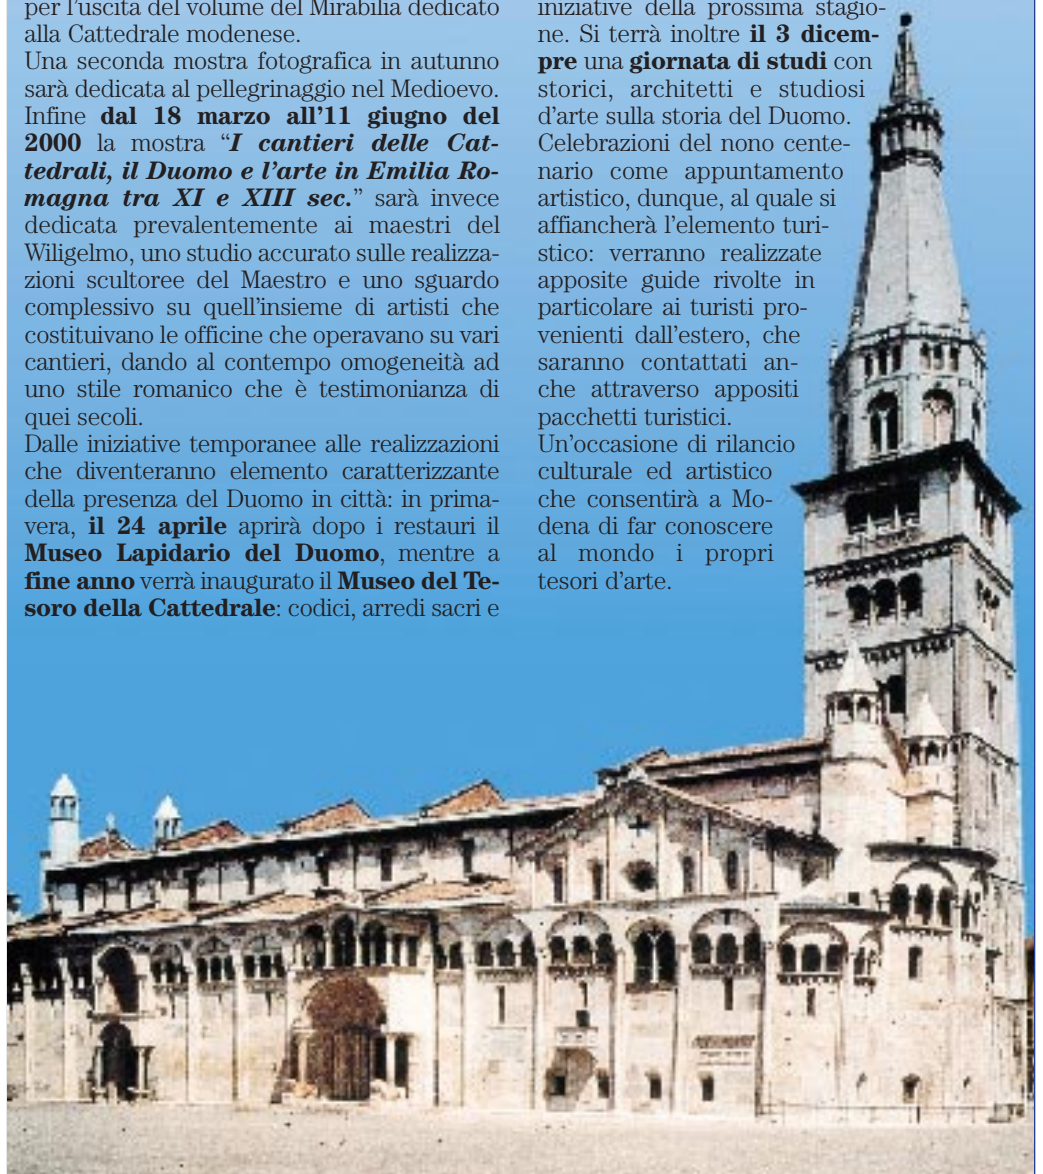 per l'uscita del volume del Mirabilia dedicato
alla Cattedrale modenese.
Una seconda mostra fotografica in autunno
sarà dedicata al pellegrinaggio nel Medioevo.
Infine dal 18 marzo all'11 giugno del
2000 la mostra “I cantieri delle Cat-
tedrali, il Duomo e l'arte in Emilia Ro-
magna tra XI e XIII sec.” sarà invece
dedicata prevalentemente ai maestri del
Wiligelmo, uno studio accurato sulle realizza-
zioni scultoree del Maestro e uno sguardo
complessivo su quell'insieme di artisti che
costituivano le officine che operavano su vari
cantieri, dando al contempo omogeneità ad
uno stile romanico che è testimonianza di
quei secoli.
Dalle iniziative temporanee alle realizzazioni
che diventeranno elemento caratterizzante
della presenza del Duomo in città: in prima-
vera, il 24 aprile aprirà dopo i restauri il
Museo Lapidario del Duomo, mentre a
fine anno verrà inaugurato il Museo del Te-
soro della Cattedrale: codici, arredi sacri e
iniziative della prossima stagio-
ne. Si terrà inoltre il 3 dicem-
pre una giornata di studi con
storici, architetti e studiosi
d'arte sulla storia del Duomo.
Celebrazioni del nono cente-
nario come appuntamento
artistico, dunque, al quale si
affiancherà l'elemento turi-
stico: verranno realizzate
apposite guide rivolte in
particolare ai turisti pro-
venienti dall'estero, che
saranno contattati an-
che attraverso appositi
pacchetti turistici.
Un'occasione di rilancio
culturale ed artistico
che consentirà a Mo-
dena di far conoscere
al mondo i propri
tesori d'arte.